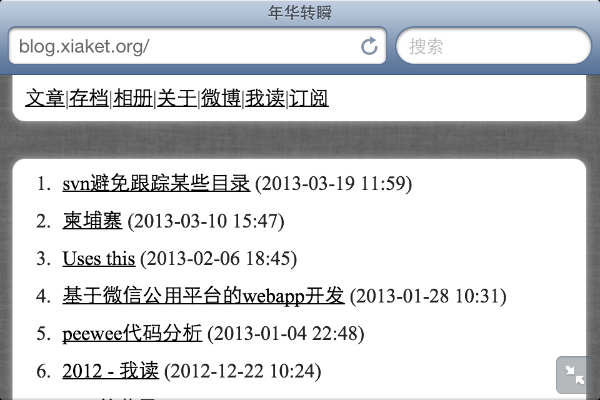 年华转瞬
blog.xiaket.org/ 搜索
文章|存档|相册|关于|微博|我读|订阅
1. svn避免跟踪某些目录 (2013-03-19 11:59)
2. 柬埔寨 (2013-03-10 15:47)
3. Uses this (2013-02-06 18:45)
4. 基于微信公用平台的webapp开发 (2013-01-28 10:31)
5. peewee代码分析 (2013-01-04 22:48)
6. 2012 - 我读 (2012-12-22 10:24)